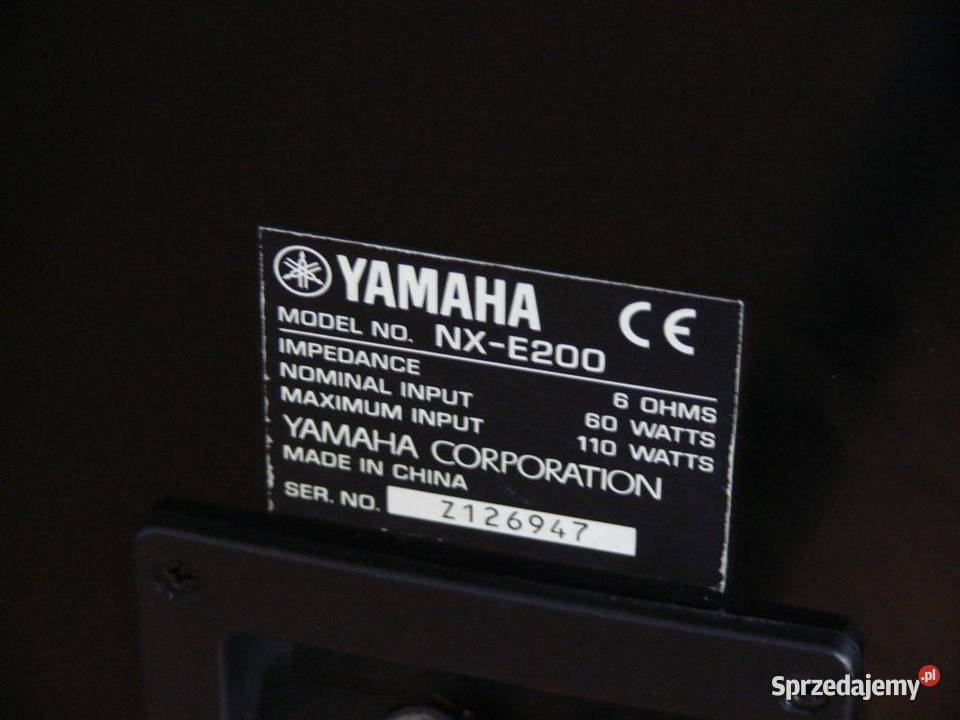 YAMAHA CE
MODEL NO. NX-E200
IMPEDANCE 6 OHMS
NOMINAL INPUT 60 WATTS
MAXIMUM INPUT 110 WATTS
YAMAHA CORPORATION
MADE IN CHINA
SER. NO. Z126947
Sprzedajemy.pl